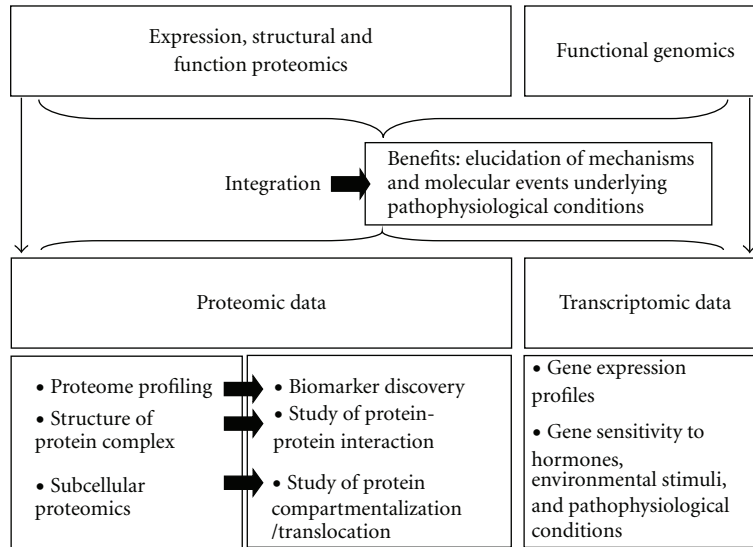 Expression, structural and
function proteomics
Functional genomics
Integration
Benefits: elucidation of mechanisms
and molecular events underlying
pathophysiological conditions
Proteomic data
Transcriptomic data
• Proteome profiling
• Structure of
protein complex
• Subcellular
proteomics
• Biomarker discovery
• Study of protein-
protein interaction
• Study of protein
compartmentalization
/translocation
• Gene expression
profiles
• Gene sensitivity to
hormones,
environmental stimuli,
and pathophysiological
conditions